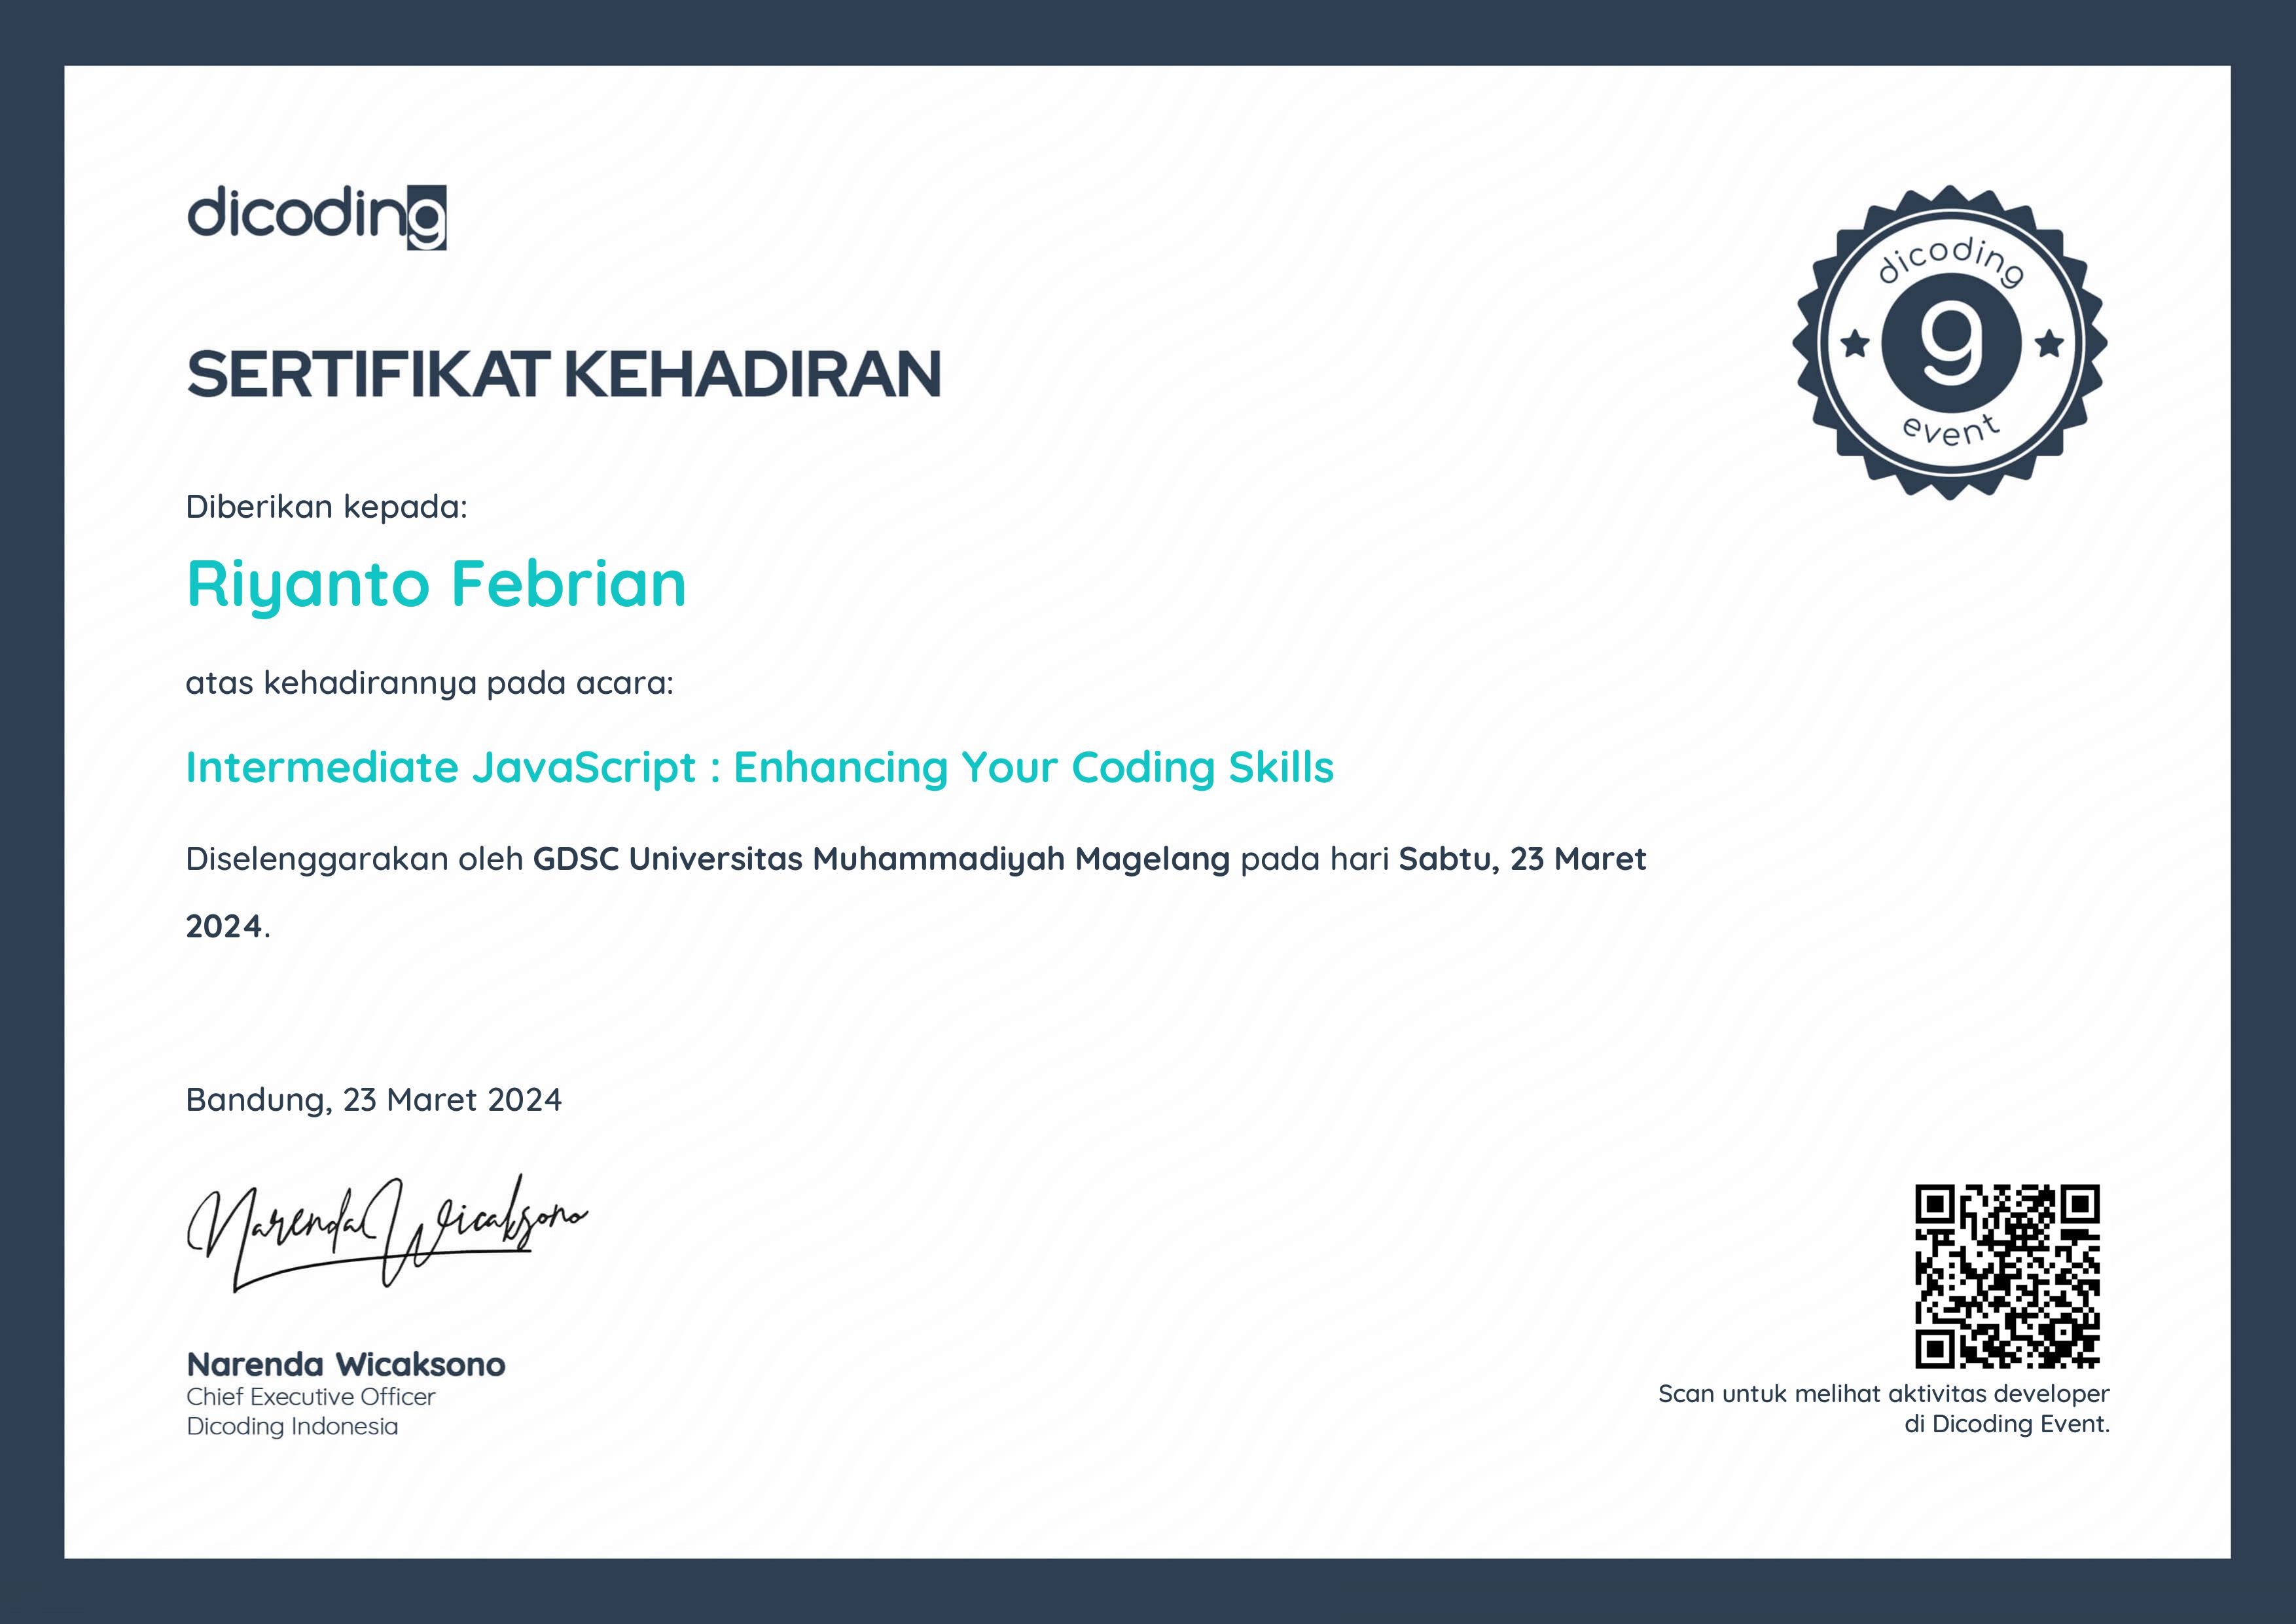 dicoding
dicoding
g
event
SERTIFIKAT KEHADIRAN
Diberikan kepada:
Riyanto Febrian
atas kehadirannya pada acara:
Intermediate JavaScript : Enhancing Your Coding Skills
Diselenggarakan oleh GDSC Universitas Muhammadiyah Magelang pada hari Sabtu, 23 Maret
2024.
Bandung, 23 Maret 2024
Narenda Wicaksono
Narenda Wicaksono
Chief Executive Officer
Dicoding Indonesia
Scan untuk melihat aktivitas developer
di Dicoding Event.